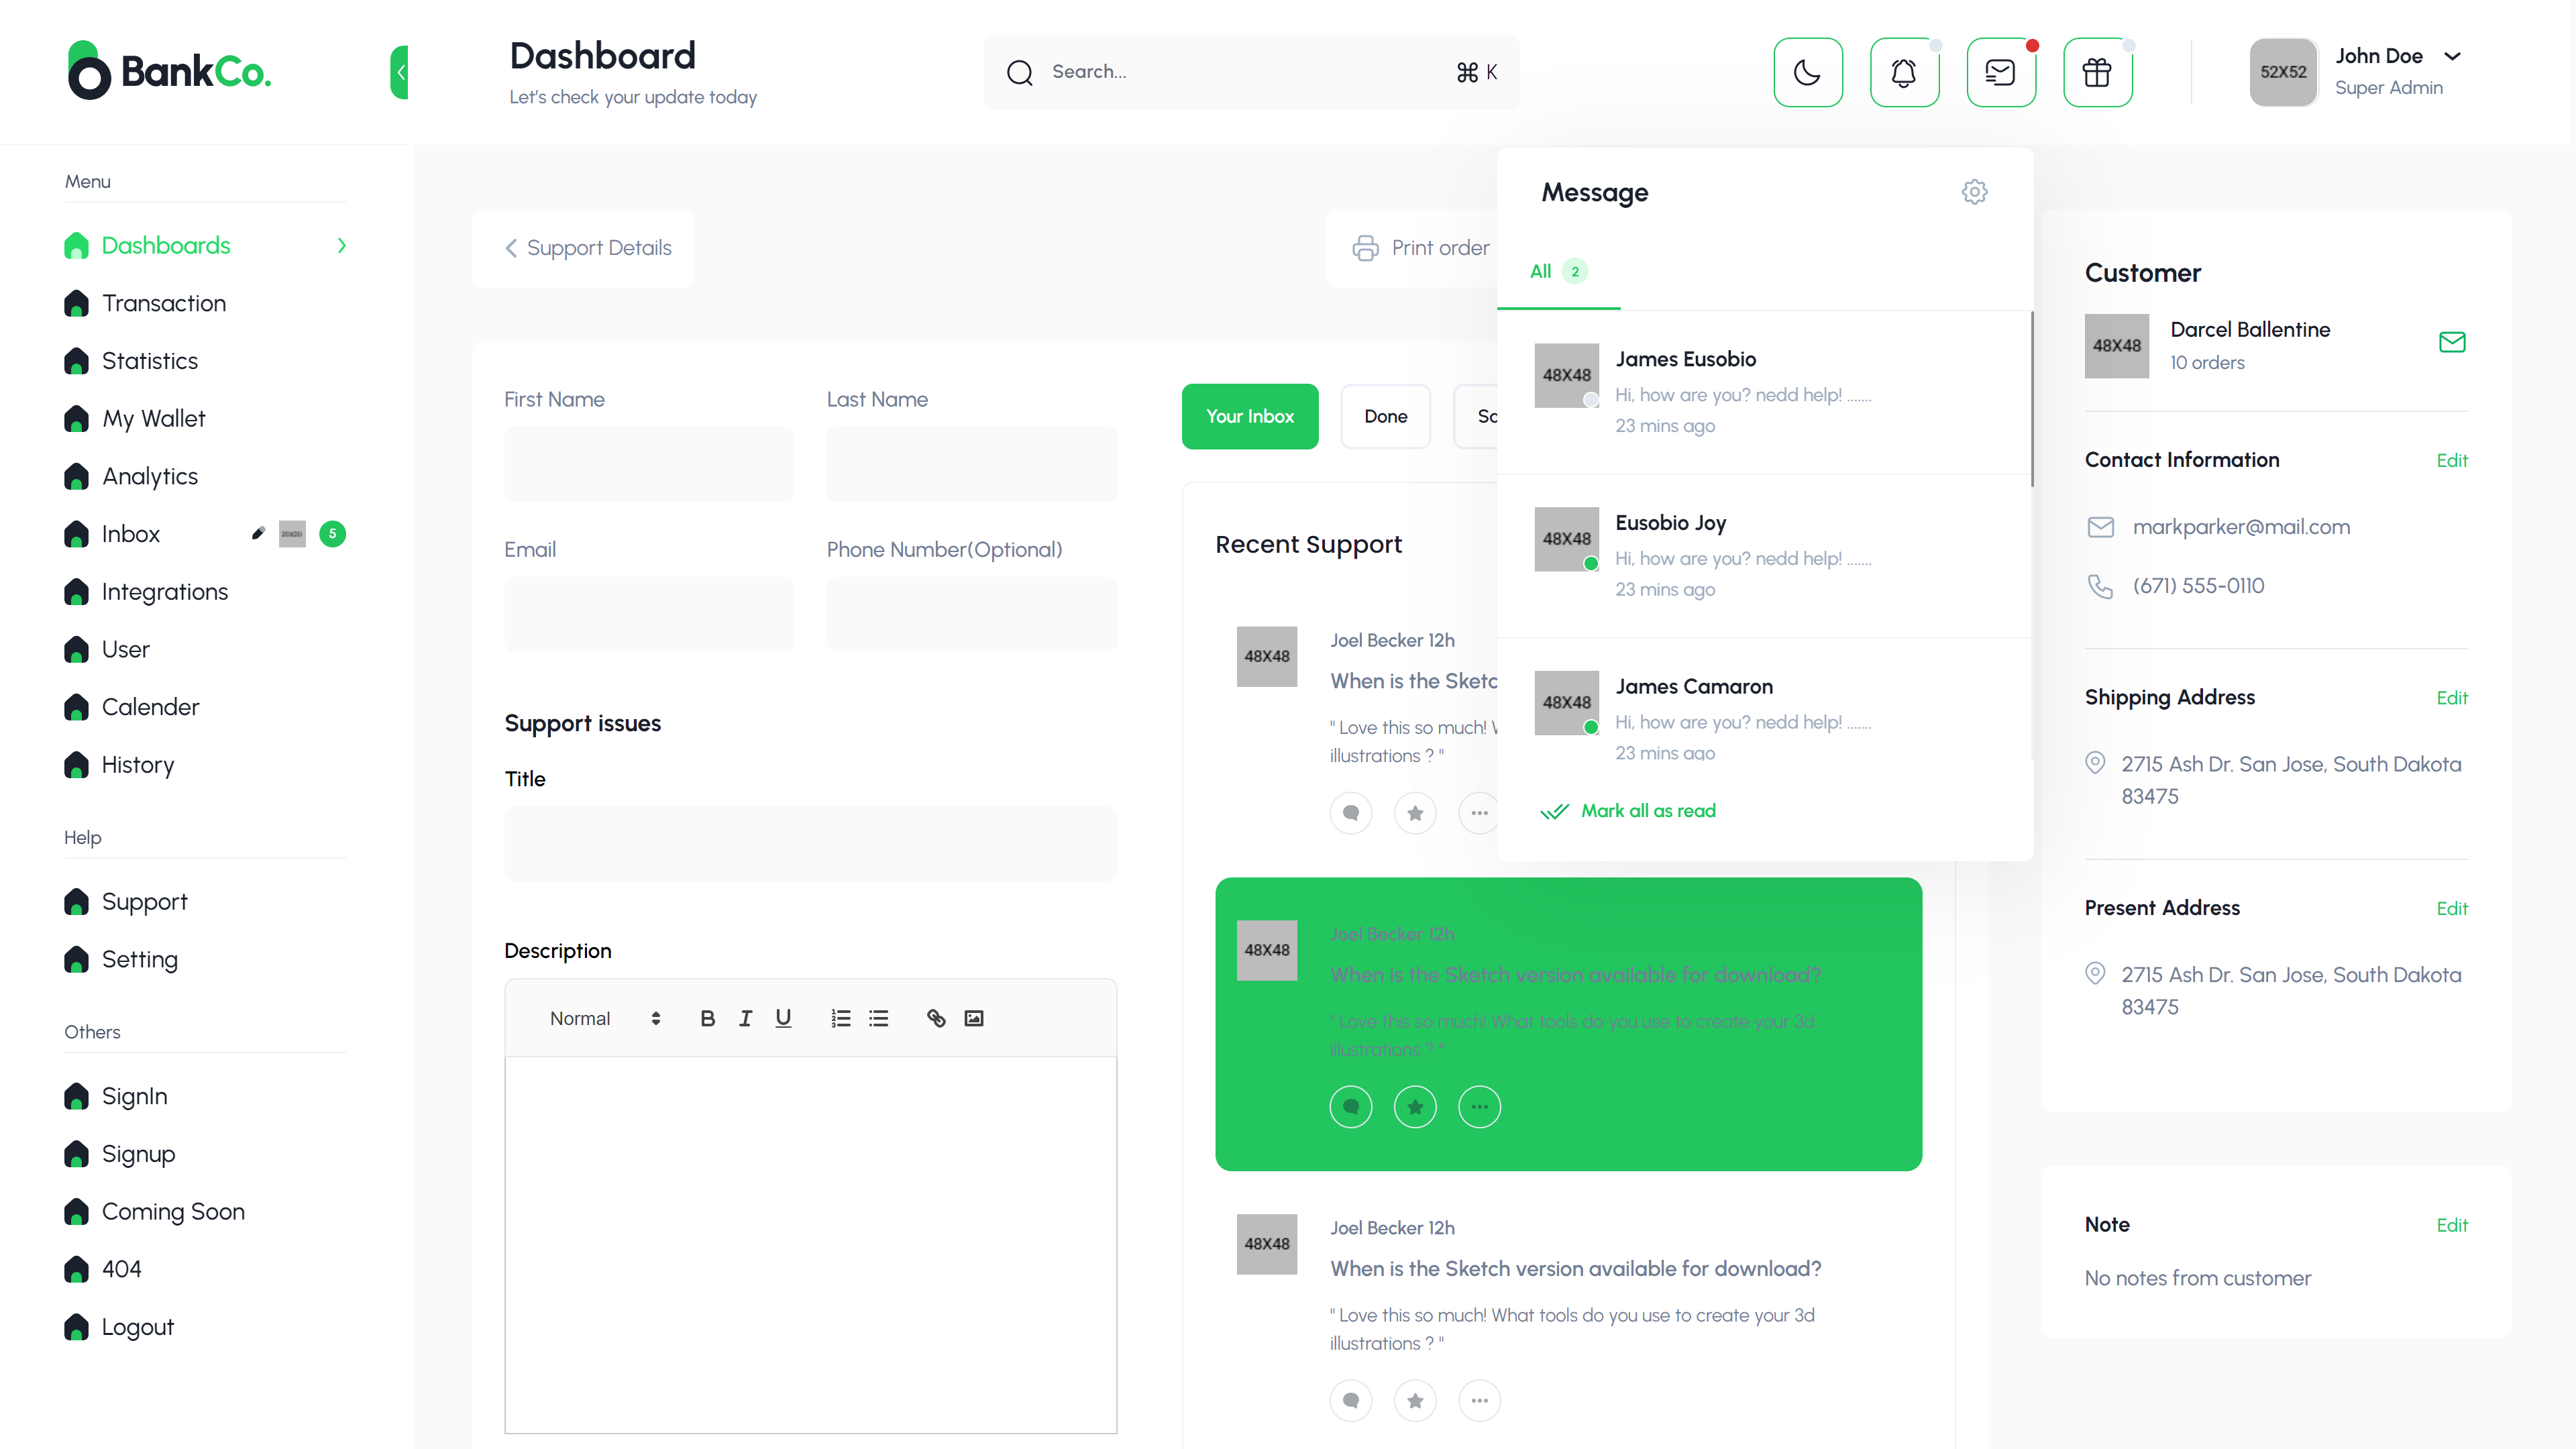 BankCo.
Dashboard
Let's check your update today
Search...
⌘ K
52X52
John Doe
Super Admin
Menu
Dashboards
Transaction
Statistics
My Wallet
Analytics
Inbox
20X20
5
Integrations
User
Calender
History
Help
Support
Setting
Others
SignIn
Signup
Coming Soon
404
Logout
Support Details
Print order
First Name
Last Name
Email
Phone Number(Optional)
Support issues
Title
Description
Normal
Your Inbox
Done
Recent Support
48X48
Joel Becker 12h
When is the Sketc
" Love this so much! W
illustrations ? "
48X48
Joel Becker 12h
When is the Sketch version available for download?
" Love this so much! What tools do you use to create your 3d
illustrations ? "
48X48
Joel Becker 12h
When is the Sketch version available for download?
" Love this so much! What tools do you use to create your 3d
illustrations ? "
Message
All 2
48X48
James Eusobio
Hi, how are you? nedd help! .......
23 mins ago
48X48
Eusobio Joy
Hi, how are you? nedd help! .......
23 mins ago
48X48
James Camaron
Hi, how are you? nedd help! .......
23 mins ago
Mark all as read
Customer
48X48
Darcel Ballentine
10 orders
Contact Information
Edit
markparker@mail.com
(671) 555-0110
Shipping Address
Edit
2715 Ash Dr. San Jose, South Dakota
83475
Present Address
Edit
2715 Ash Dr. San Jose, South Dakota
83475
Note
Edit
No notes from customer